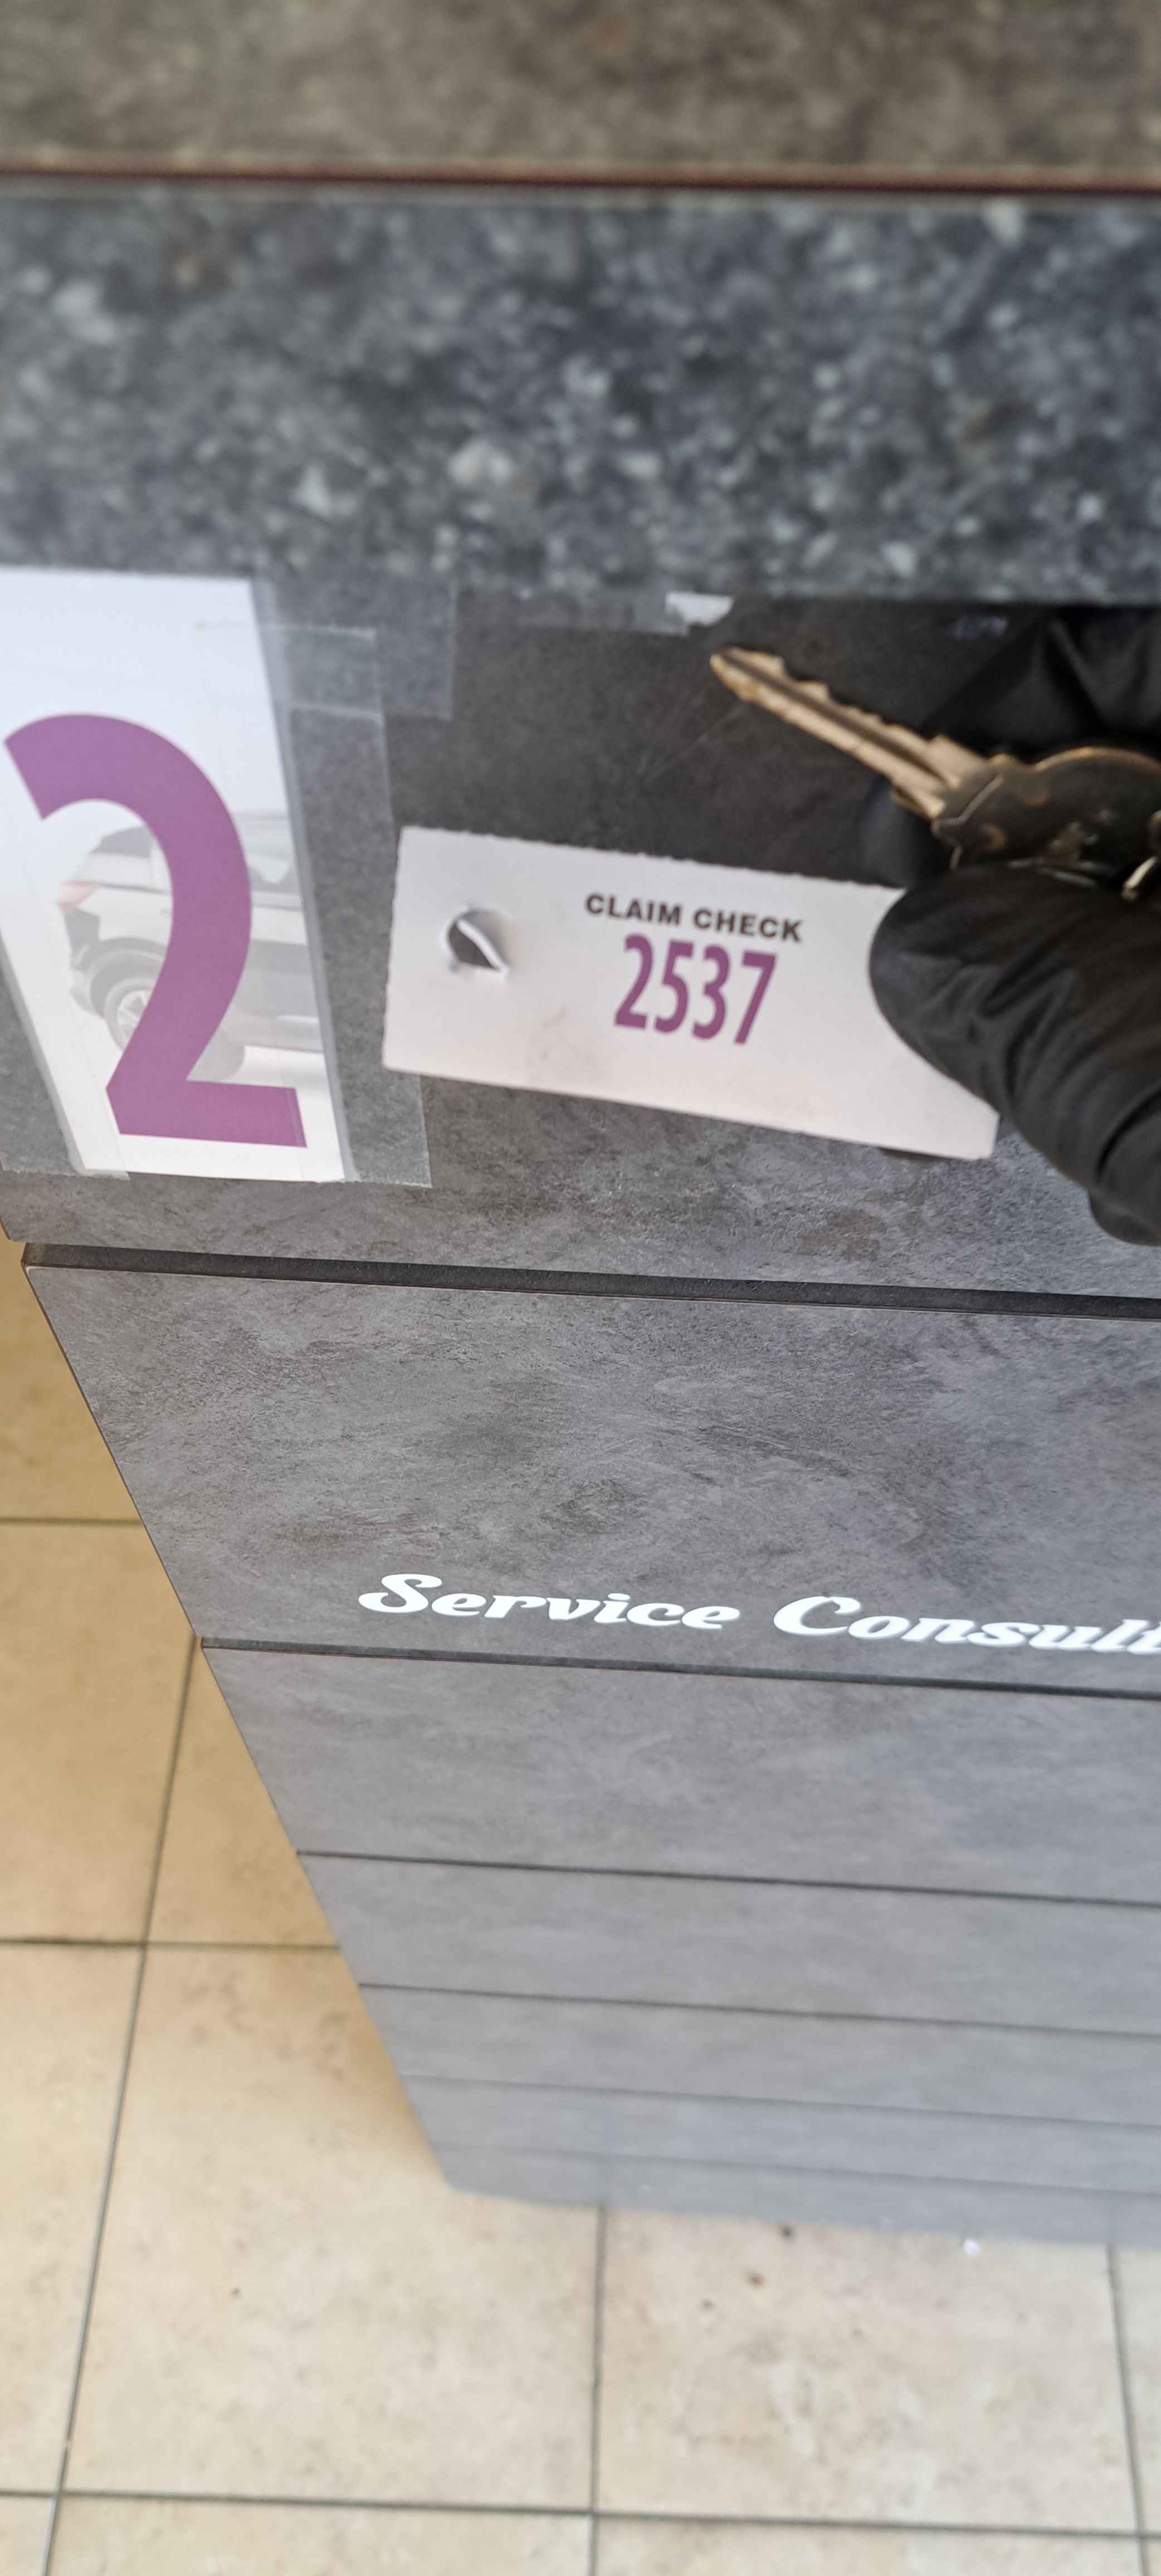 2
CLAIM CHECK
2537
Service